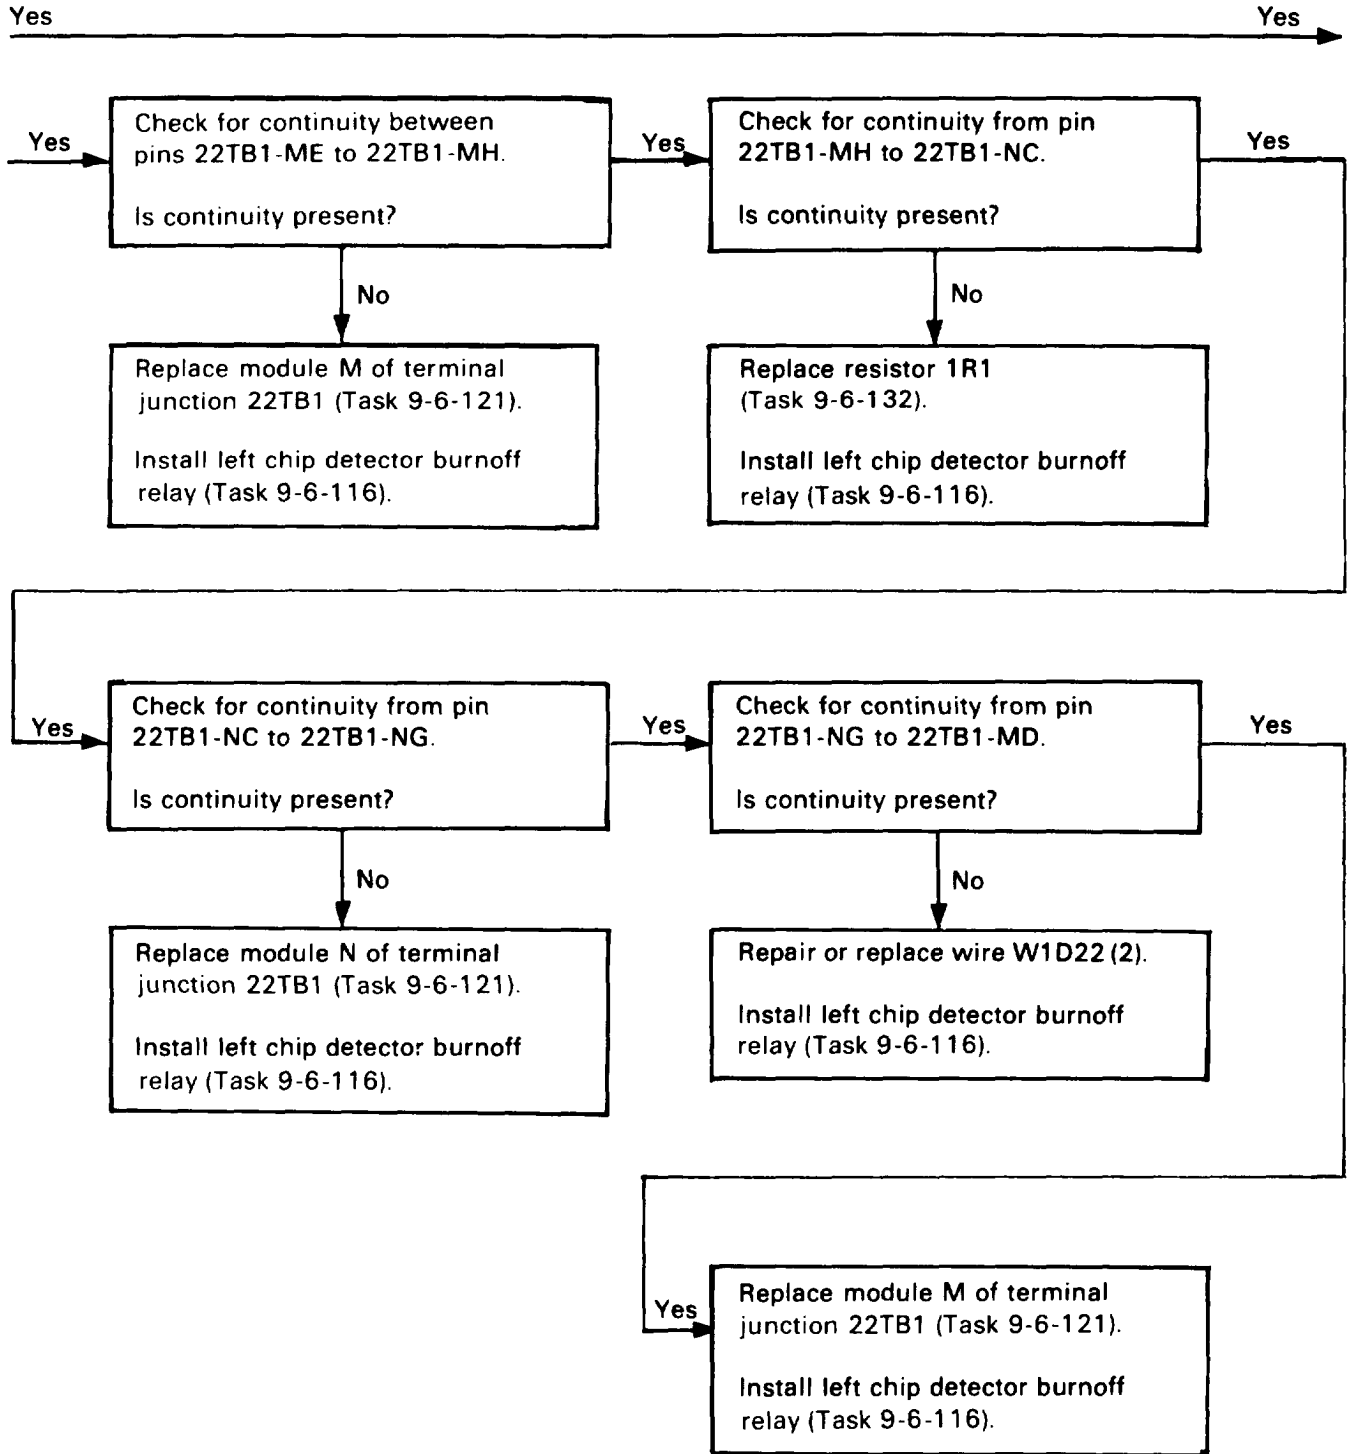 Yes
Yes
Yes
Check for continuity between
pins 22TB1-ME to 22TB1-MH.
Is continuity present?
Yes
Check for continuity from pin
22TB1-MH to 22TB1-NC.
Is continuity present?
Yes
No
No
Replace module M of terminal
junction 22TB1 (Task 9-6-121).
Install left chip detector burnoff
relay (Task 9-6-116).
Replace resistor 1R1
(Task 9-6-132).
Install left chip detector burnoff
relay (Task 9-6-116).
Yes
Check for continuity from pin
22TB1-NC to 22TB1-NG.
Is continuity present?
Yes
Check for continuity from pin
22TB1-NG to 22TB1-MD.
Is continuity present?
Yes
No
No
Replace module N of terminal
junction 22TB1 (Task 9-6-121).
Install left chip detector burnoff
relay (Task 9-6-116).
Repair or replace wire W1D22 (2).
Install left chip detector burnoff
relay (Task 9-6-116).
Yes
Replace module M of terminal
junction 22TB1 (Task 9-6-121).
Install left chip detector burnoff
relay (Task 9-6-116).